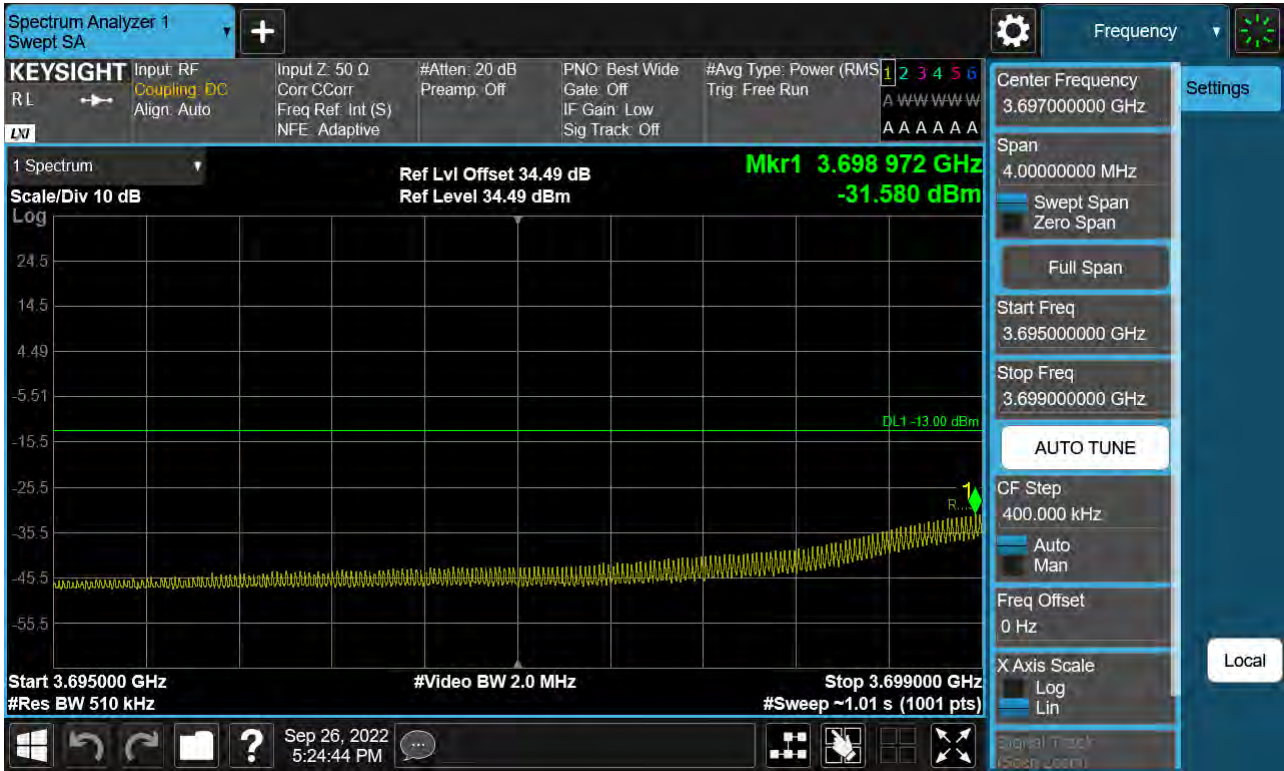 Spectrum Analyzer 1
Swept SA
+
Frequency
KEYSIGHT
RL
LXI
Input: RF
Coupling: DC
Align: Auto
Input Z: 50 Ω
Corr CCorr
Freq Ref: Int (S)
NFE: Adaptive
#Atten: 20 dB
Preamp: Off
PNO: Best Wide
Gate: Off
IF Gain: Low
Sig Track: Off
#Avg Type: Power (RMS
Trig: Free Run
1 2 3 4 5 6
A W W W W W
A A A A A A
Center Frequency
3.697000000 GHz
Settings
Span
4.00000000 MHz
Swept Span
Zero Span
Full Span
Start Freq
3.695000000 GHz
Stop Freq
3.699000000 GHz
AUTO TUNE
CF Step
400.000 kHz
Auto
Man
Freq Offset
0 Hz
X Axis Scale
Log
Lin
Signal Track
(Span Zoom)
Local
1 Spectrum
Scale/Div 10 dB
Log
Ref Lvl Offset 34.49 dB
Ref Level 34.49 dBm
Mkr1 3.698 972 GHz
-31.580 dBm
24.5
14.5
4.49
-5.51
DL1 -13.00 dBm
-15.5
-25.5
1
R...
-35.5
-45.5
-55.5
Start 3.695000 GHz
#Res BW 510 kHz
#Video BW 2.0 MHz
Stop 3.699000 GHz
#Sweep ~1.01 s (1001 pts)
?
Sep 26, 2022
5:24:44 PM